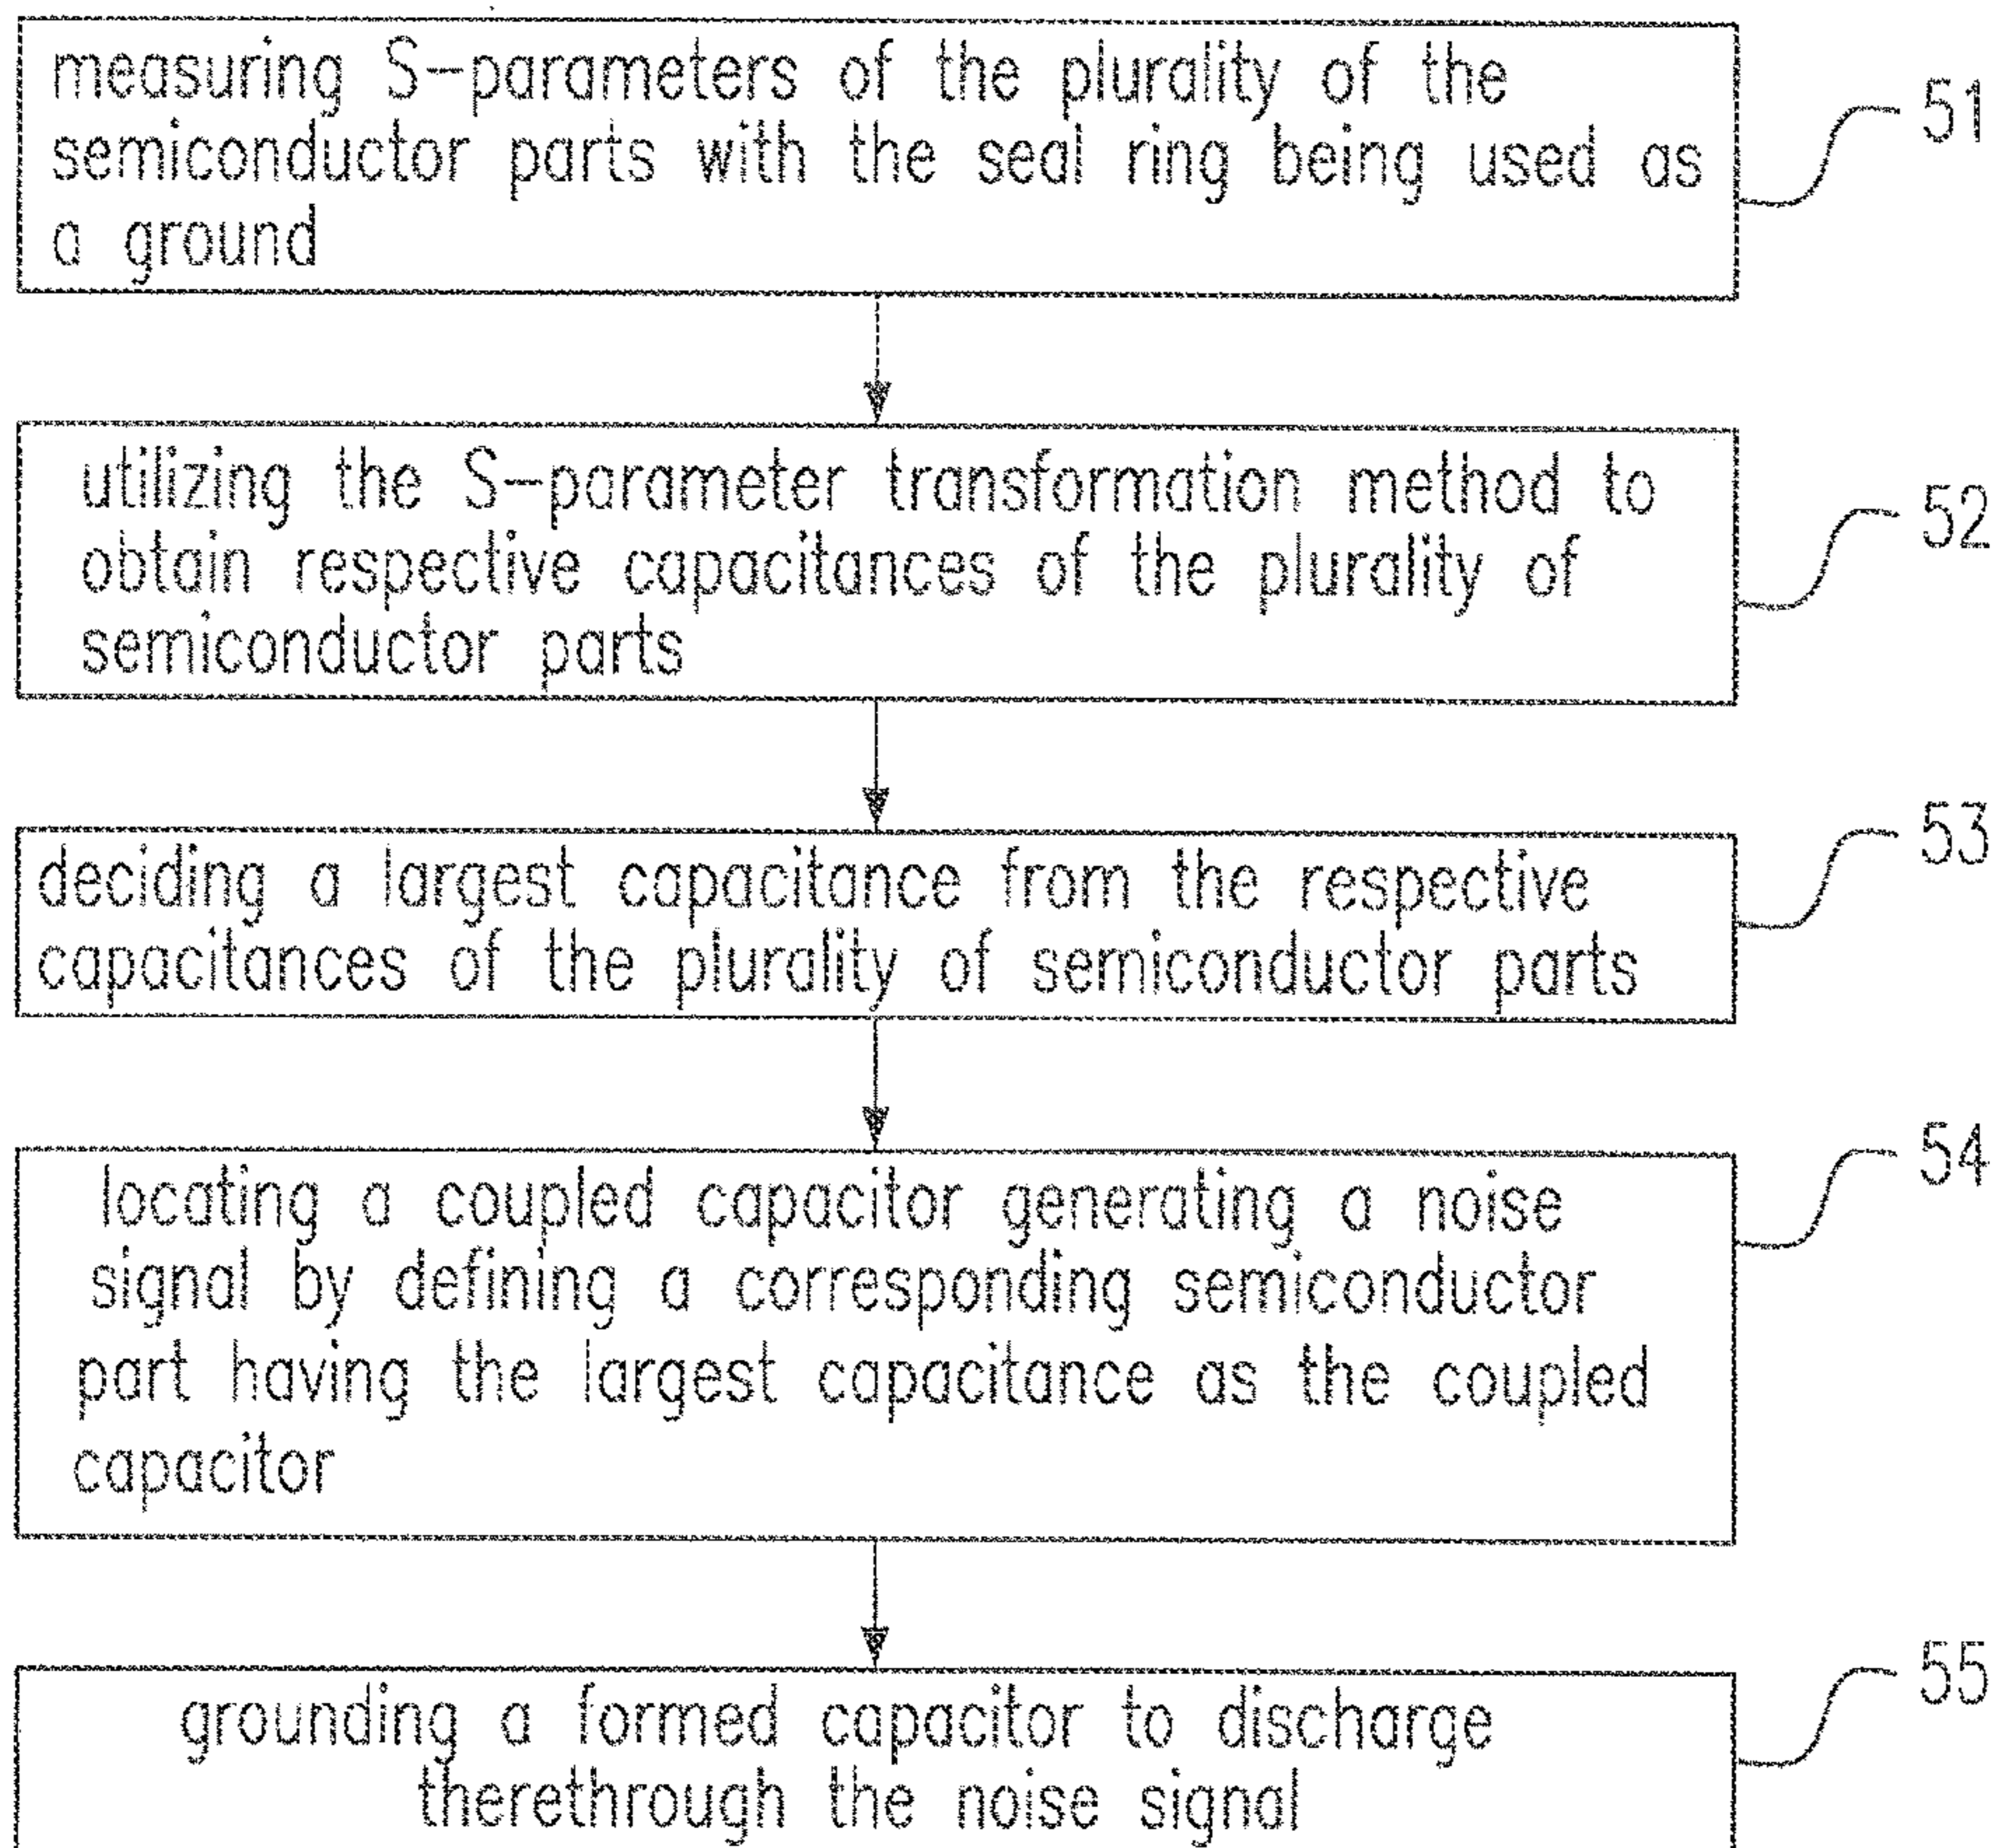 measuring S-parameters of the plurality of the
semiconductor parts with the seal ring being used as
a ground
51
utilizing the S-parameter transformation method to
obtain respective capacitances of the plurality of
semiconductor parts
52
deciding a largest capacitance from the respective
capacitances of the plurality of semiconductor parts
53
locating a coupled capacitor generating a noise
signal by defining a corresponding semiconductor
part having the largest capacitance as the coupled
capacitor
54
grounding a formed capacitor to discharge
therethrough the noise signal
55